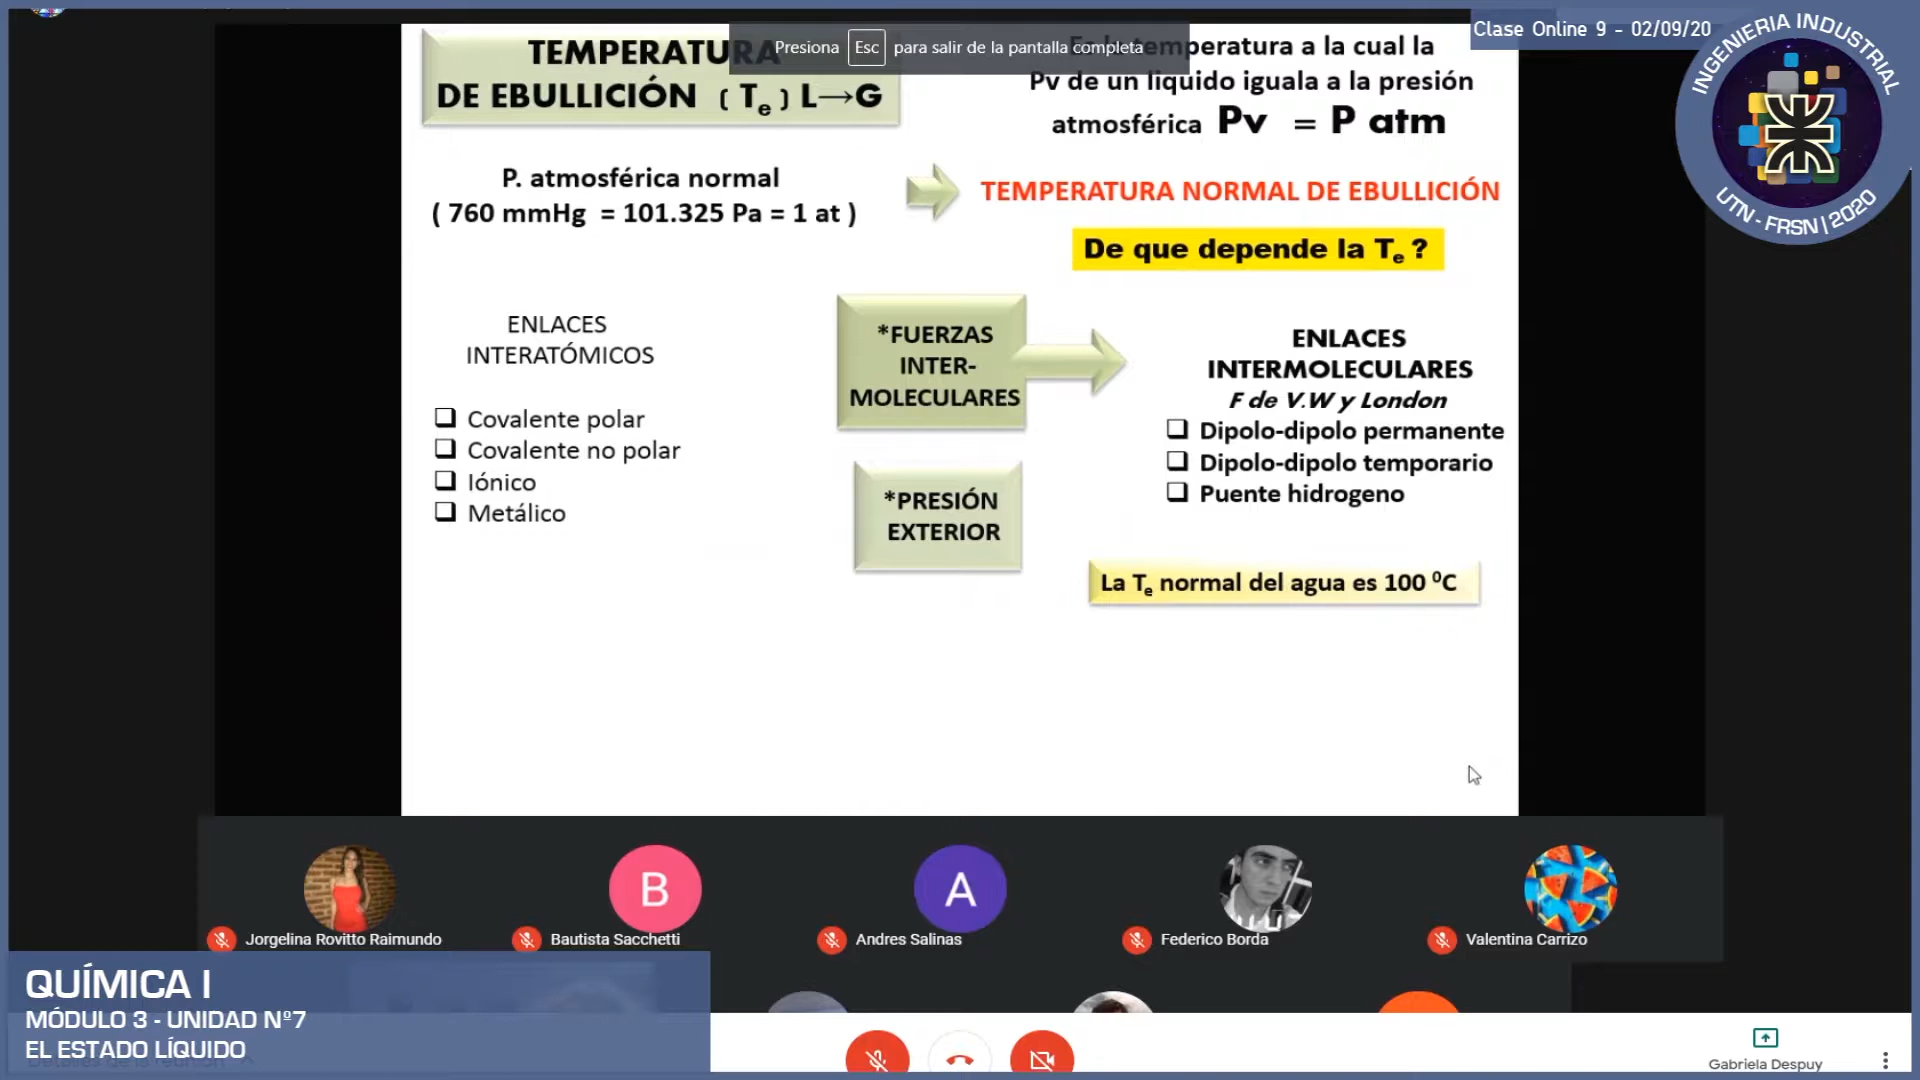 Clase Online 9 - 02/09/20
INGENIERIA INDUSTRIAL
UTN - FRSN | 2020
Presiona Esc para salir de la pantalla completa
TEMPERATURA
DE EBULLICIÓN ( Te ) L→G
temperatura a la cual la
Pv de un liquido iguala a la presión
atmosférica Pv = P atm
P. atmosférica normal
( 760 mmHg = 101.325 Pa = 1 at )
TEMPERATURA NORMAL DE EBULLICIÓN
De que depende la Te ?
ENLACES
INTERATÓMICOS
Covalente polar
Covalente no polar
Iónico
Metálico
*FUERZAS
INTER-
MOLECULARES
*PRESIÓN
EXTERIOR
ENLACES
INTERMOLECULARES
F de V.W y London
Dipolo-dipolo permanente
Dipolo-dipolo temporario
Puente hidrogeno
La Te normal del agua es 100 ⁰C
B
A
Jorgelina Rovitto Raimundo
Bautista Sacchetti
Andres Salinas
Federico Borda
Valentina Carrizo
QUÍMICA I
MÓDULO 3 - UNIDAD Nº7
EL ESTADO LÍQUIDO
Gabriela Despuy